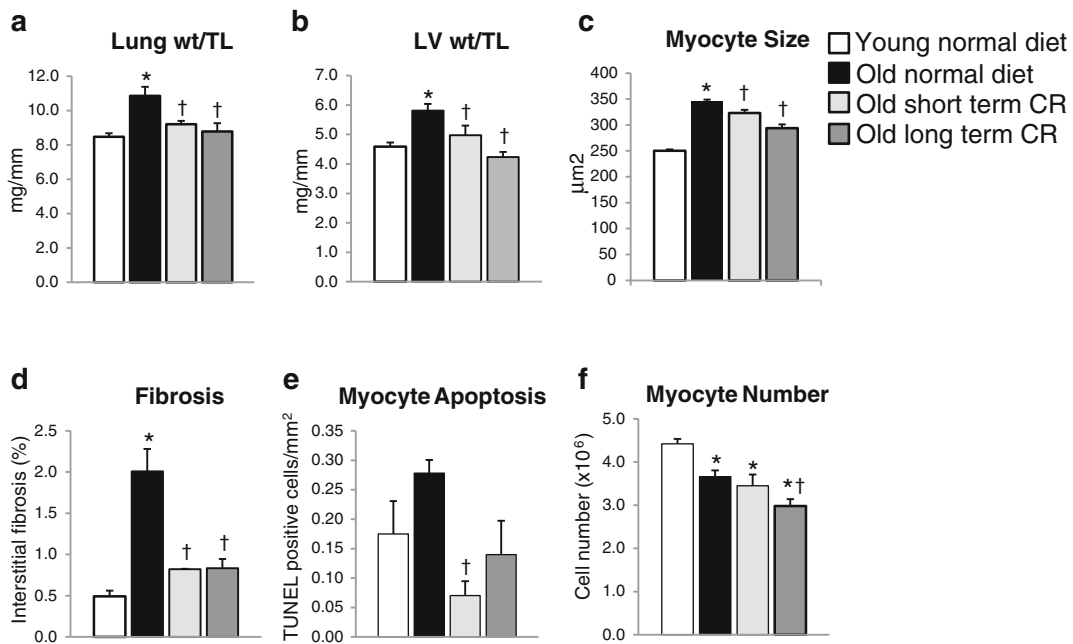 a
Lung wt/TL
12.0
10.0
8.0
6.0
4.0
2.0
0.0
mg/mm
*
†
†
b
LV wt/TL
7.0
6.0
5.0
4.0
3.0
2.0
1.0
0.0
mg/mm
*
†
†
c
Myocyte Size
400
350
300
250
200
150
100
50
0
µm2
*
†
†
Young normal diet
Old normal diet
Old short term CR
Old long term CR
d
Fibrosis
2.5
2.0
1.5
1.0
0.5
0.0
Interstitial fibrosis (%)
*
†
†
e
Myocyte Apoptosis
0.35
0.30
0.25
0.20
0.15
0.10
0.05
0.00
TUNEL positive cells/mm²
†
f
Myocyte Number
5.0
4.0
3.0
2.0
1.0
0.0
Cell number (x10⁶)
*
*
*†